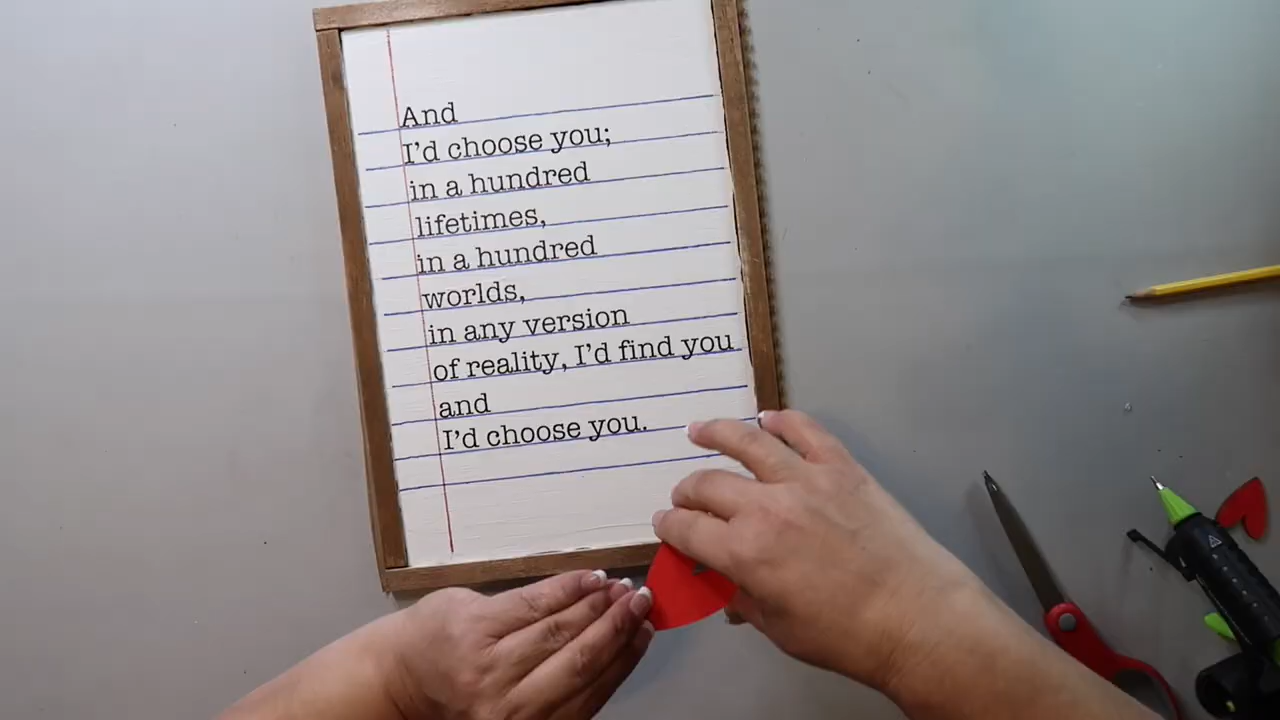 And
I'd choose you;
in a hundred
lifetimes,
in a hundred
worlds,
in any version
of reality, I'd find you
and
I'd choose you.